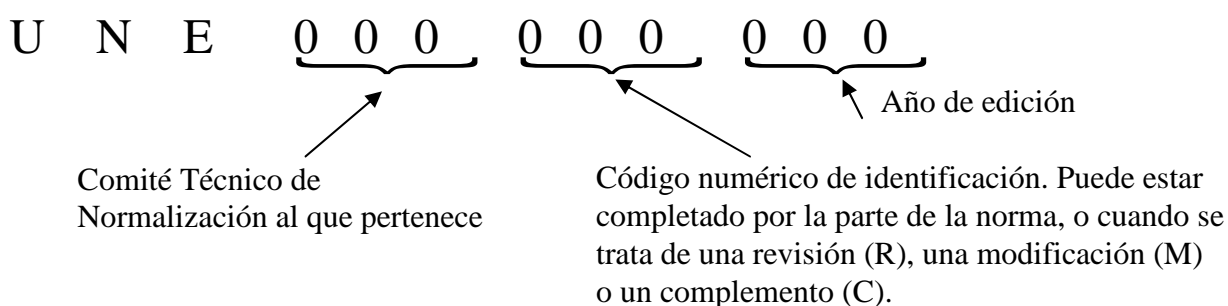 U N E 0 0 0 0 0 0 0 0 0
Año de edición
Comité Técnico de
Normalización al que pertenece
Código numérico de identificación. Puede estar
completado por la parte de la norma, o cuando se
trata de una revisión (R), una modificación (M)
o un complemento (C).